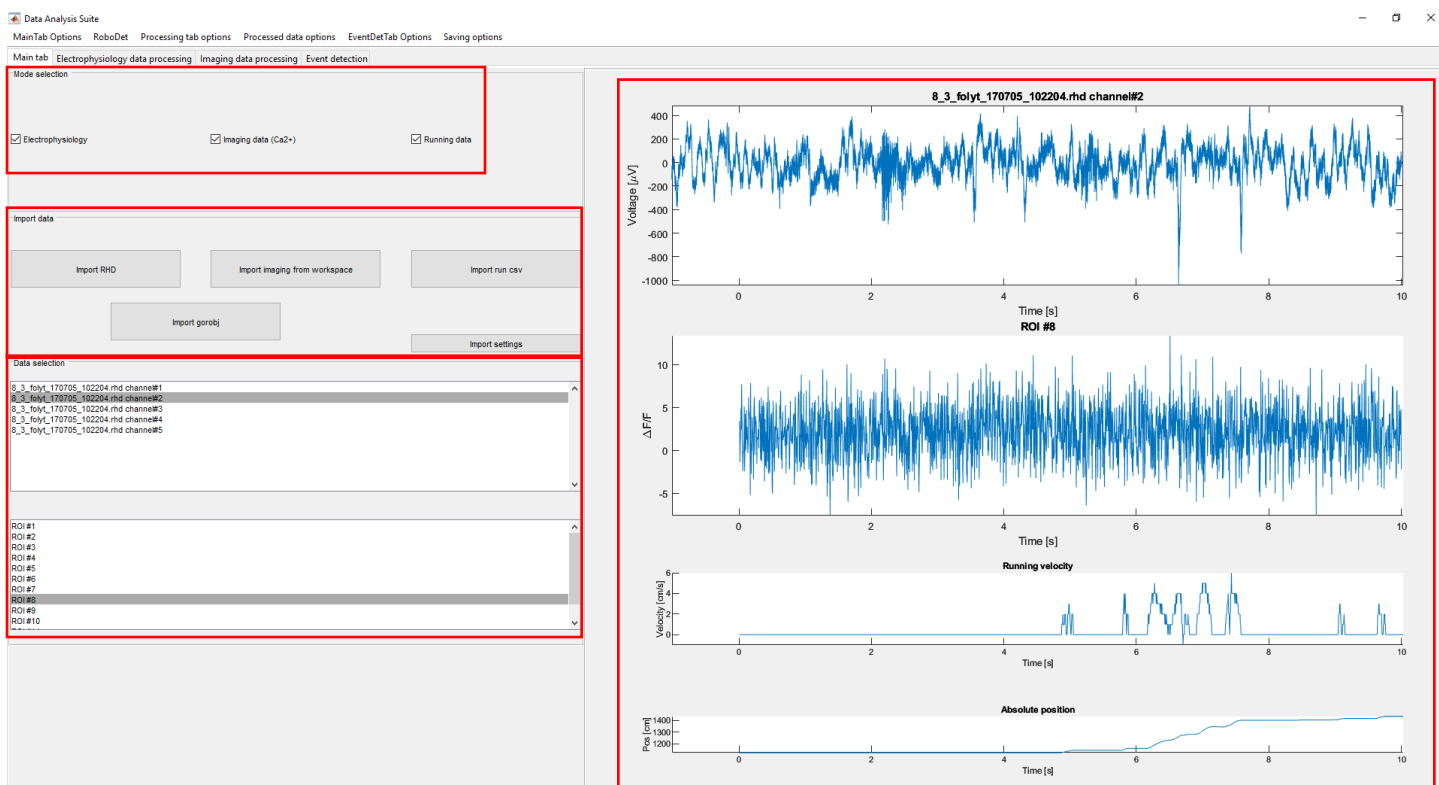 Data Analysis Suite
MainTab Options RoboDet Processing tab options Processed data options EventDetTab Options Saving options
Main tab Electrophysiology data processing Imaging data processing Event detection
Mode selection
Electrophysiology Imaging data (Ca2+) Running data
Import data
Import RHD Import imaging from workspace Import run csv
Import gorobj
Import settings
Data selection
8_3_folyt_170705_102204.rhd channel#1
8_3_folyt_170705_102204.rhd channel#2
8_3_folyt_170705_102204.rhd channel#3
8_3_folyt_170705_102204.rhd channel#4
8_3_folyt_170705_102204.rhd channel#5
ROI #1
ROI #2
ROI #3
ROI #4
ROI #5
ROI #6
ROI #7
ROI #8
ROI #9
ROI #10
8_3_folyt_170705_102204.rhd channel#2
Voltage [μV]
400
200
0
-200
-400
-600
-800
-1000
0 2 4 6 8 10
Time [s]
ROI #8
ΔF/F
10
5
0
-5
0 2 4 6 8 10
Time [s]
Running velocity
Velocity [cm/s]
6
4
2
0
0 2 4 6 8 10
Time [s]
Absolute position
Pos [cm]
1400
1300
1200
0 2 4 6 8 10
Time [s]